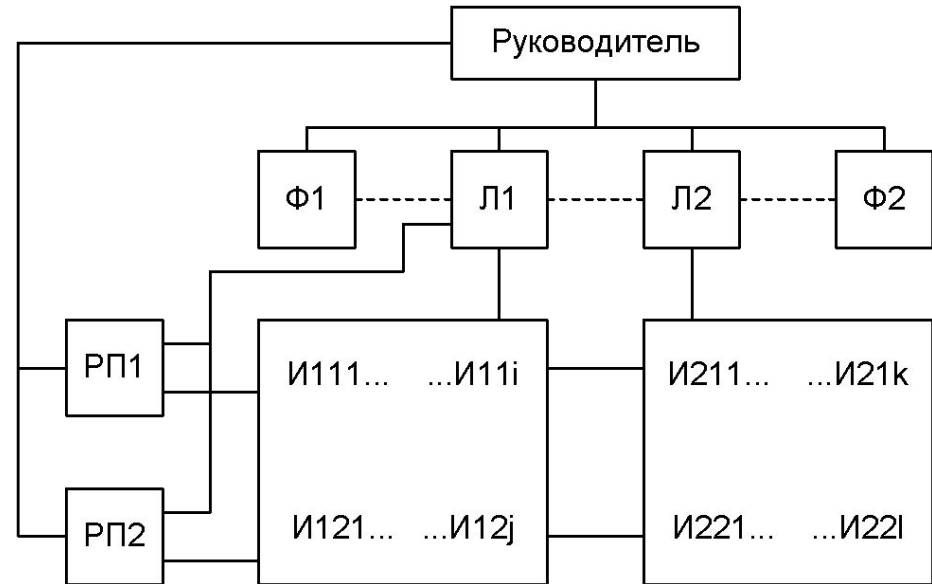 Руководитель
Ф1 Л1 Л2 Ф2
РП1 И111... ...И11i И211... ...И21k
РП2 И121... ...И12j И221... ...И22l